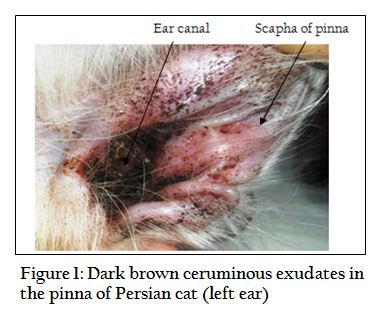 Ear canal Scapha of pinna
Figure 1: Dark brown ceruminous exudates in
the pinna of Persian cat (left ear)